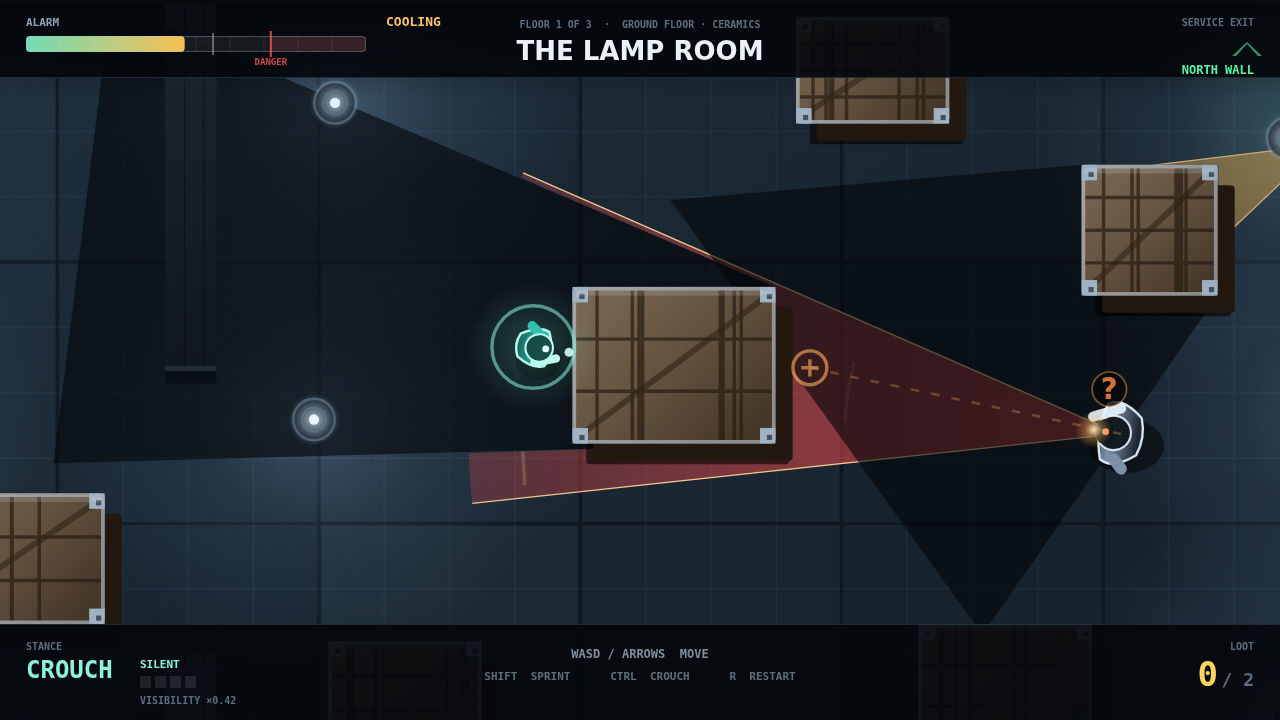 ALARM
COOLING
DANGER
FLOOR 1 OF 3 · GROUND FLOOR · CERAMICS
THE LAMP ROOM
SERVICE EXIT
NORTH WALL
?
STANCE
CROUCH
SILENT
VISIBILITY ×0.42
WASD / ARROWS MOVE
SHIFT SPRINT CTRL CROUCH R RESTART
LOOT
0 / 2